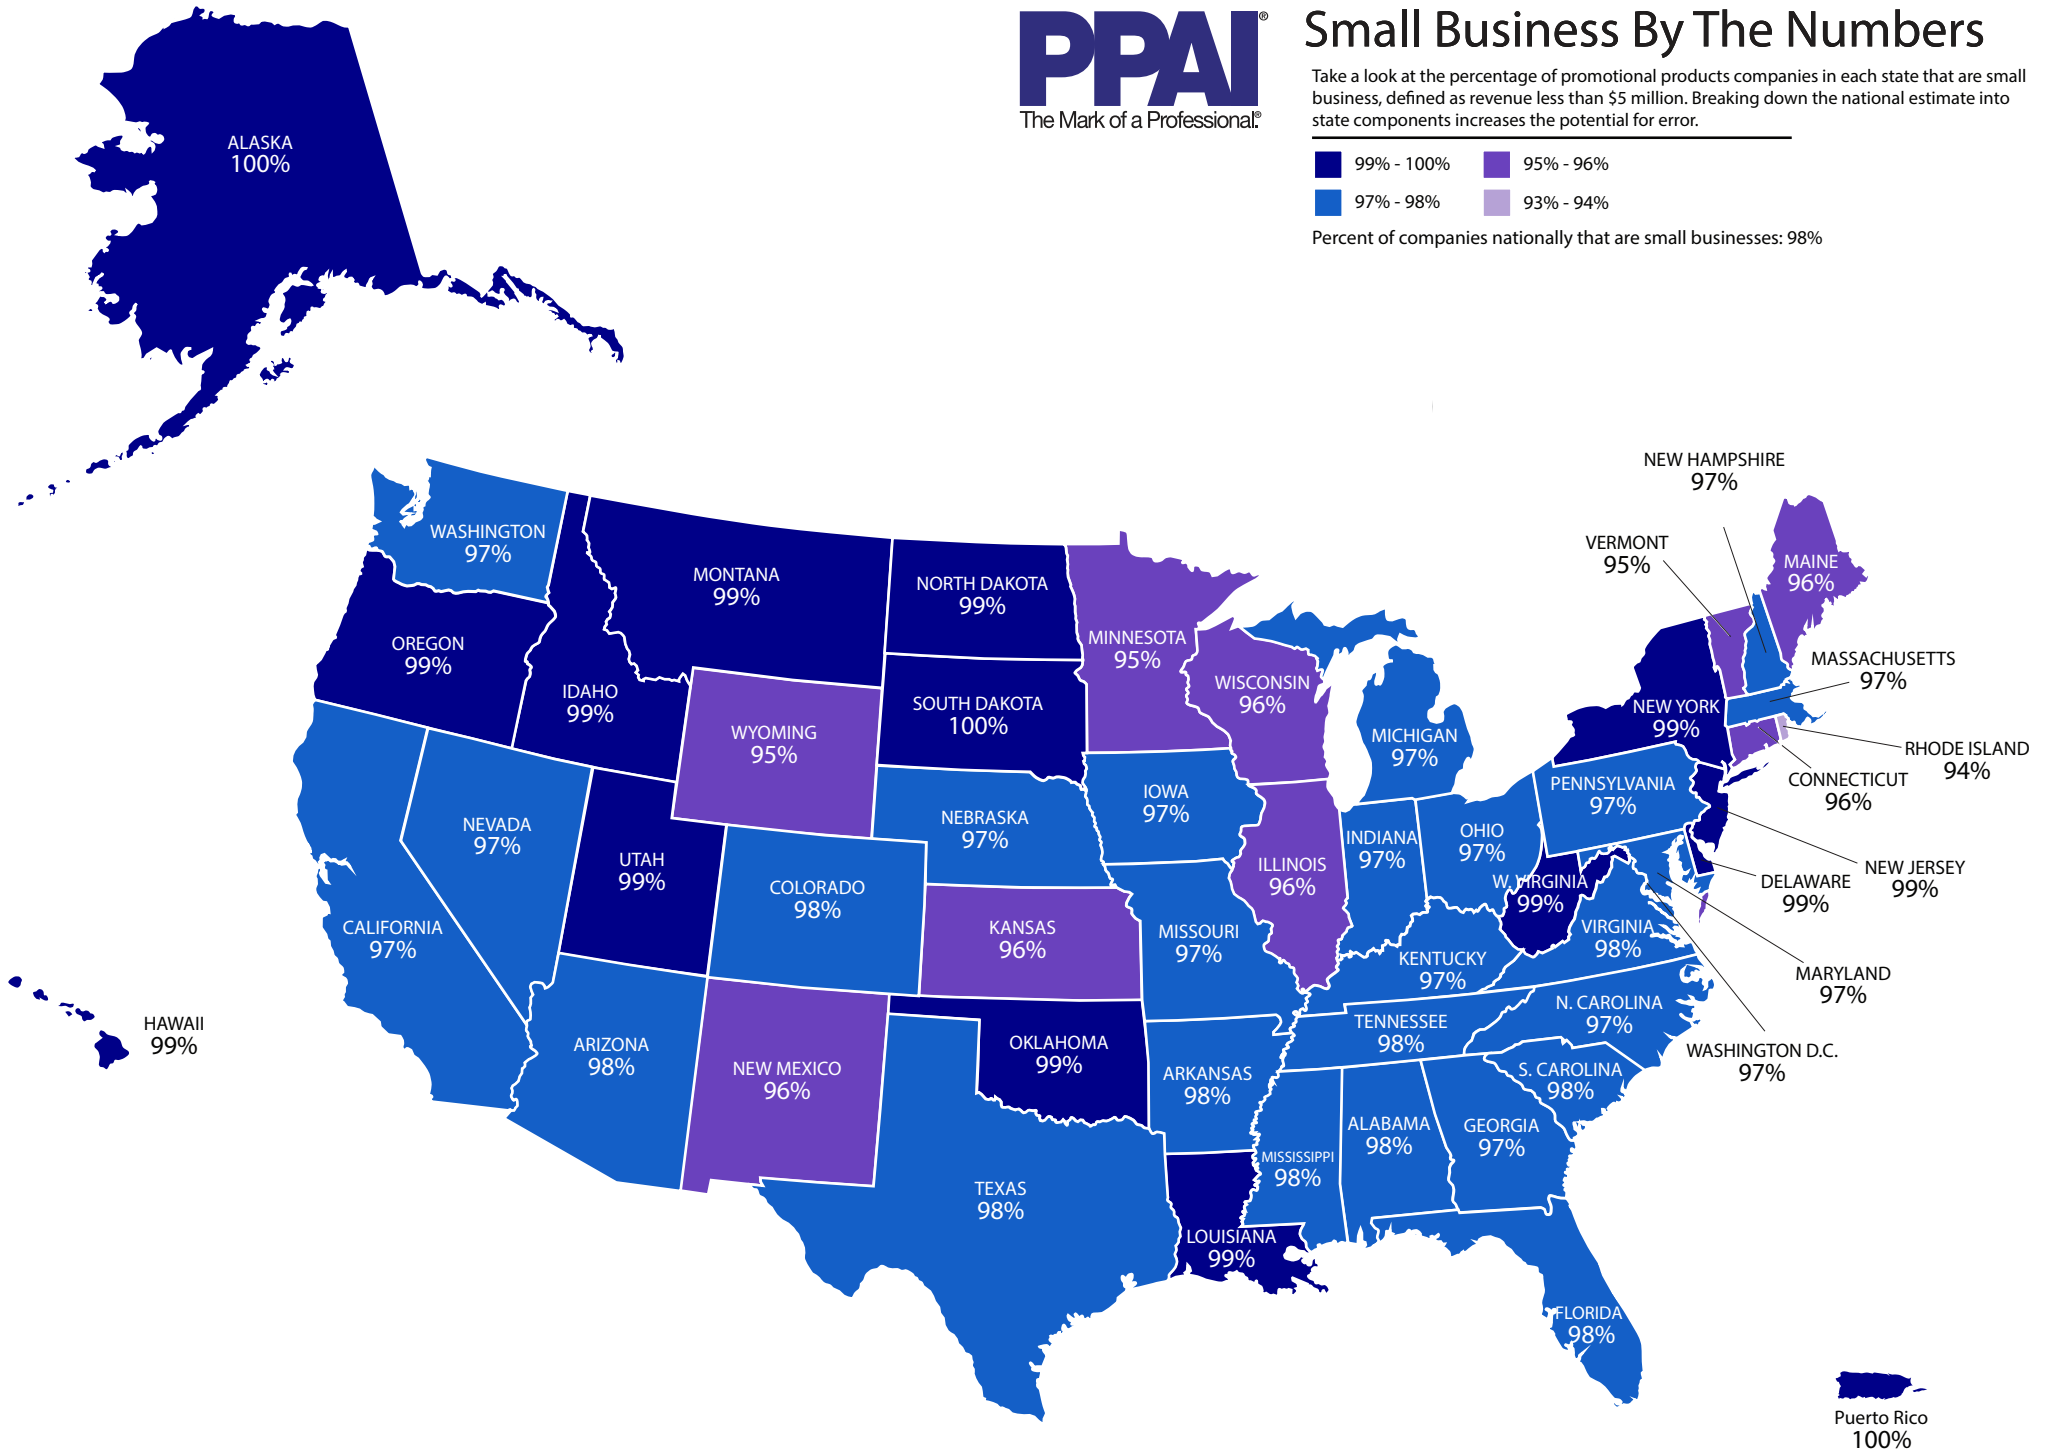 PPAI®
The Mark of a Professional.®
Small Business By The Numbers
Take a look at the percentage of promotional products companies in each state that are small
business, defined as revenue less than $5 million. Breaking down the national estimate into
state components increases the potential for error.
99% - 100%
95% - 96%
97% - 98%
93% - 94%
Percent of companies nationally that are small businesses: 98%
ALASKA
100%
NEW HAMPSHIRE
97%
VERMONT
95%
MAINE
96%
WASHINGTON
97%
MONTANA
99%
NORTH DAKOTA
99%
MINNESOTA
95%
OREGON
99%
IDAHO
99%
WISCONSIN
96%
MASSACHUSETTS
97%
SOUTH DAKOTA
100%
NEW YORK
99%
WYOMING
95%
MICHIGAN
97%
RHODE ISLAND
94%
CONNECTICUT
96%
PENNSYLVANIA
97%
IOWA
97%
NEBRASKA
97%
NEVADA
97%
OHIO
97%
INDIANA
97%
UTAH
99%
ILLINOIS
96%
NEW JERSEY
99%
DELAWARE
99%
W. VIRGINIA
99%
COLORADO
98%
CALIFORNIA
97%
KANSAS
96%
MISSOURI
97%
VIRGINIA
98%
KENTUCKY
97%
MARYLAND
97%
N. CAROLINA
97%
HAWAII
99%
TENNESSEE
98%
WASHINGTON D.C.
97%
ARIZONA
98%
OKLAHOMA
99%
NEW MEXICO
96%
ARKANSAS
98%
S. CAROLINA
98%
ALABAMA
98%
GEORGIA
97%
MISSISSIPPI
98%
TEXAS
98%
LOUISIANA
99%
FLORIDA
98%
Puerto Rico
100%